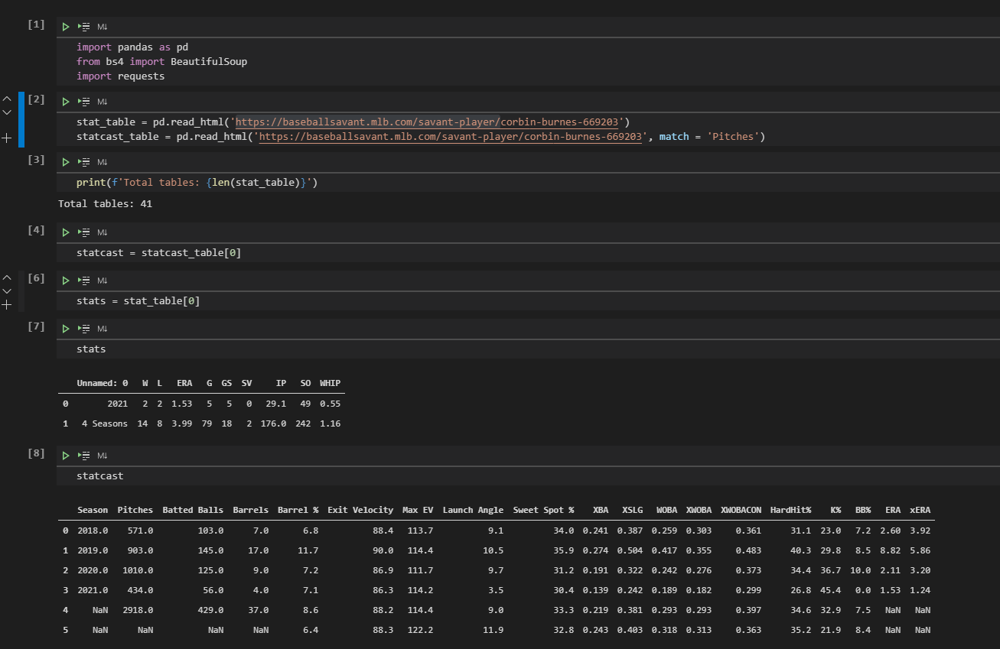 [1]
M↓
import pandas as pd
from bs4 import BeautifulSoup
import requests
[2]
M↓
stat_table = pd.read_html('https://baseballsavant.mlb.com/savant-player/corbin-burnes-669203')
statcast_table = pd.read_html('https://baseballsavant.mlb.com/savant-player/corbin-burnes-669203', match = 'Pitches')
[3]
M↓
print(f'Total tables: {len(stat_table)}')
Total tables: 41
[4]
M↓
statcast = statcast_table[0]
[6]
M↓
stats = stat_table[0]
[7]
M↓
stats
Unnamed: 0 W L ERA G GS SV IP SO WHIP
0 2021 2 2 1.53 5 5 0 29.1 49 0.55
1 4 Seasons 14 8 3.99 79 18 2 176.0 242 1.16
[8]
M↓
statcast
Season Pitches Batted Balls Barrels Barrel % Exit Velocity Max EV Launch Angle Sweet Spot % XBA XSLG WOBA XWOBA XWOBACON HardHit% K% BB% ERA xERA
0 2018.0 571.0 103.0 7.0 6.8 88.4 113.7 9.1 34.0 0.241 0.387 0.259 0.303 0.361 31.1 23.0 7.2 2.60 3.92
1 2019.0 903.0 145.0 17.0 11.7 90.0 114.4 10.5 35.9 0.274 0.504 0.417 0.355 0.483 40.3 29.8 8.5 8.82 5.86
2 2020.0 1010.0 125.0 9.0 7.2 86.9 111.7 9.7 31.2 0.191 0.322 0.242 0.276 0.373 34.4 36.7 10.0 2.11 3.20
3 2021.0 434.0 56.0 4.0 7.1 86.3 114.2 3.5 30.4 0.139 0.242 0.189 0.182 0.299 26.8 45.4 0.0 1.53 1.24
4 NaN 2918.0 429.0 37.0 8.6 88.2 114.4 9.0 33.3 0.219 0.381 0.293 0.293 0.397 34.6 32.9 7.5 NaN NaN
5 NaN NaN NaN NaN 6.4 88.3 122.2 11.9 32.8 0.243 0.403 0.318 0.313 0.363 35.2 21.9 8.4 NaN NaN